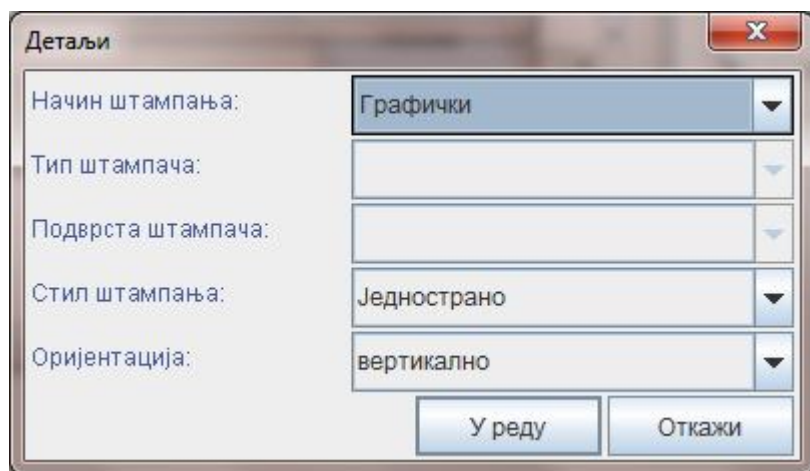 Детаљи
Начин штампања: Графички
Тип штампача:
Подврста штампача:
Стил штампања: Једнострано
Оријентација: вертикално
У реду Откажи